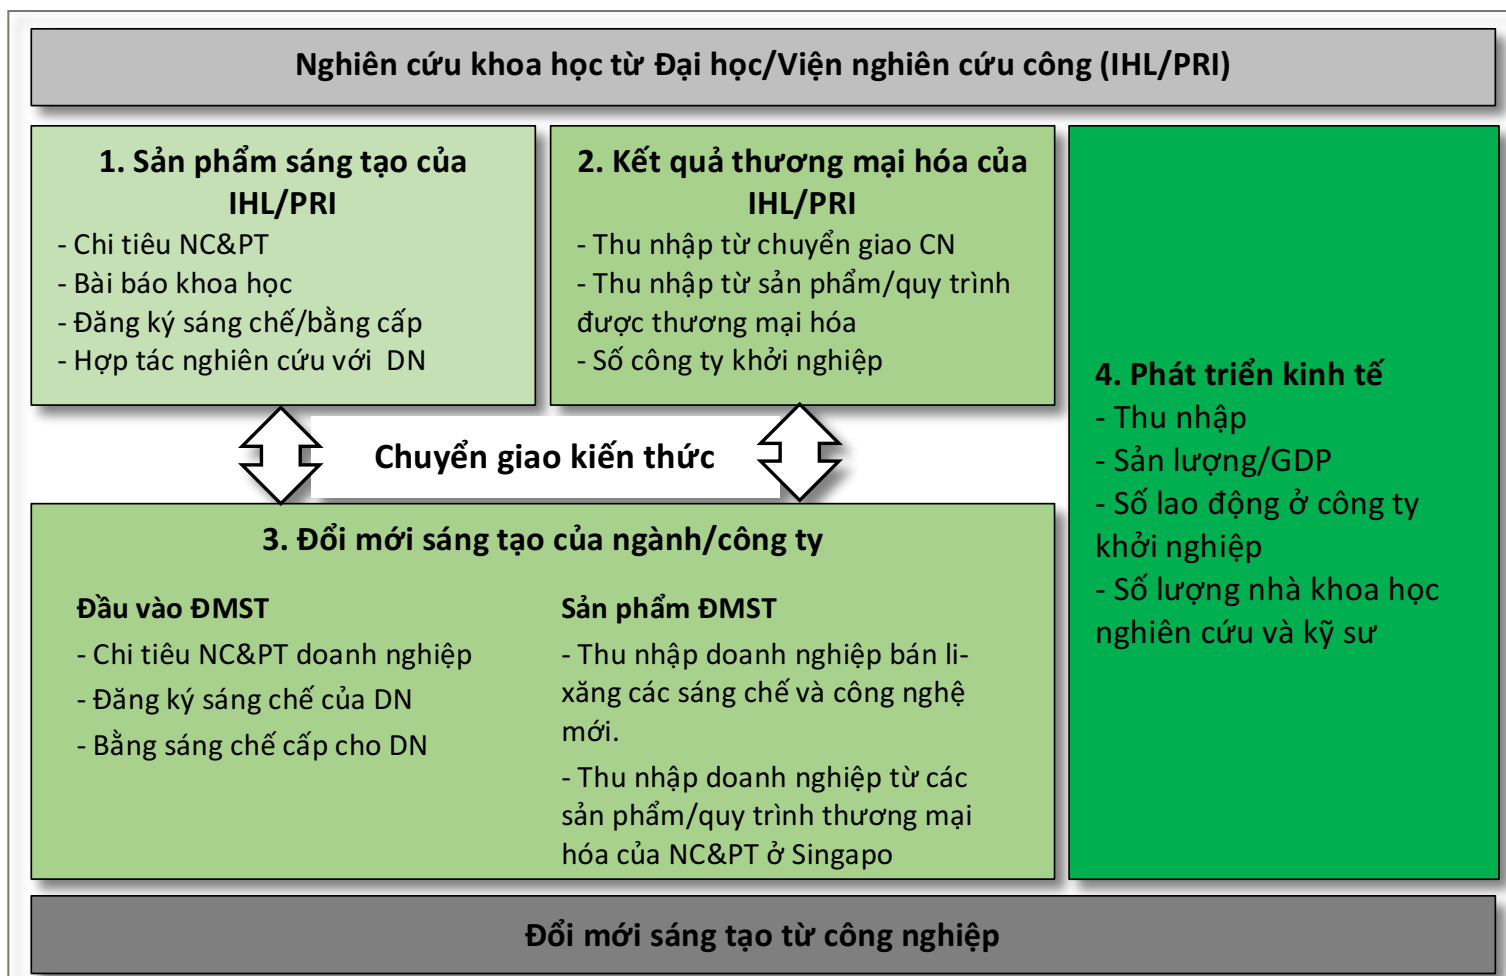 Nghiên cứu khoa học từ Đại học/Viện nghiên cứu công (IHL/PRI)
1. Sản phẩm sáng tạo của
IHL/PRI
- Chi tiêu NC&PT
- Bài báo khoa học
- Đăng ký sáng chế/bằng cấp
- Hợp tác nghiên cứu với DN
2. Kết quả thương mại hóa của
IHL/PRI
- Thu nhập từ chuyển giao CN
- Thu nhập từ sản phẩm/quy trình
được thương mại hóa
- Số công ty khởi nghiệp
Chuyển giao kiến thức
3. Đổi mới sáng tạo của ngành/công ty
Đầu vào ĐMST
- Chi tiêu NC&PT doanh nghiệp
- Đăng ký sáng chế của DN
- Bằng sáng chế cấp cho DN
Sản phẩm ĐMST
- Thu nhập doanh nghiệp bán li-
xăng các sáng chế và công nghệ
mới.
- Thu nhập doanh nghiệp từ các
sản phẩm/quy trình thương mại
hóa của NC&PT ở Singapo
4. Phát triển kinh tế
- Thu nhập
- Sản lượng/GDP
- Số lao động ở công ty
khởi nghiệp
- Số lượng nhà khoa học
nghiên cứu và kỹ sư
Đổi mới sáng tạo từ công nghiệp